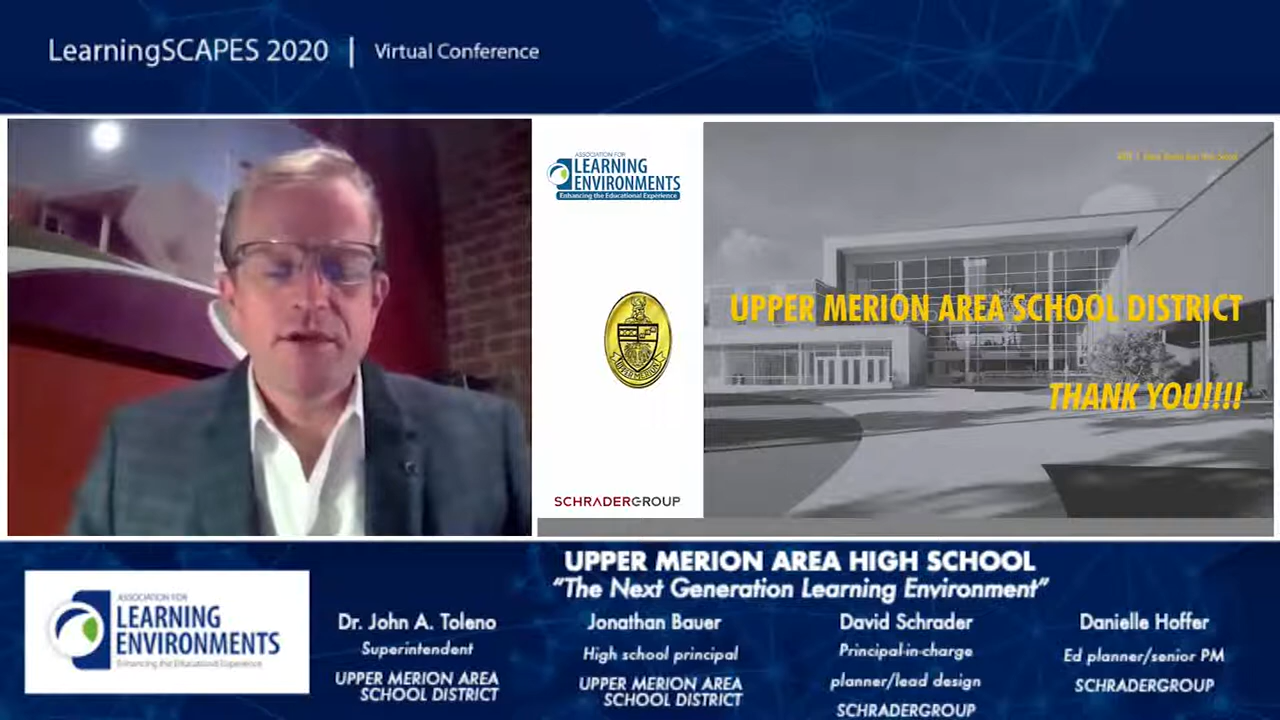 LearningSCAPES 2020 | Virtual Conference
ASSOCIATION FOR
LEARNING
ENVIRONMENTS
Enhancing the Educational Experience
UPPER MERION
SCHRADERGROUP
UPPER MERION AREA SCHOOL DISTRICT
THANK YOU!!!!
UPPER MERION AREA HIGH SCHOOL
“The Next Generation Learning Environment”
ASSOCIATION FOR
LEARNING
ENVIRONMENTS
Enhancing the Educational Experience
Dr. John A. Toleno
Superintendent
UPPER MERION AREA
SCHOOL DISTRICT
Jonathan Bauer
High school principal
UPPER MERION AREA
SCHOOL DISTRICT
David Schrader
Principal-in-charge
planner/lead design
SCHRADERGROUP
Danielle Hoffer
Ed planner/senior PM
SCHRADERGROUP